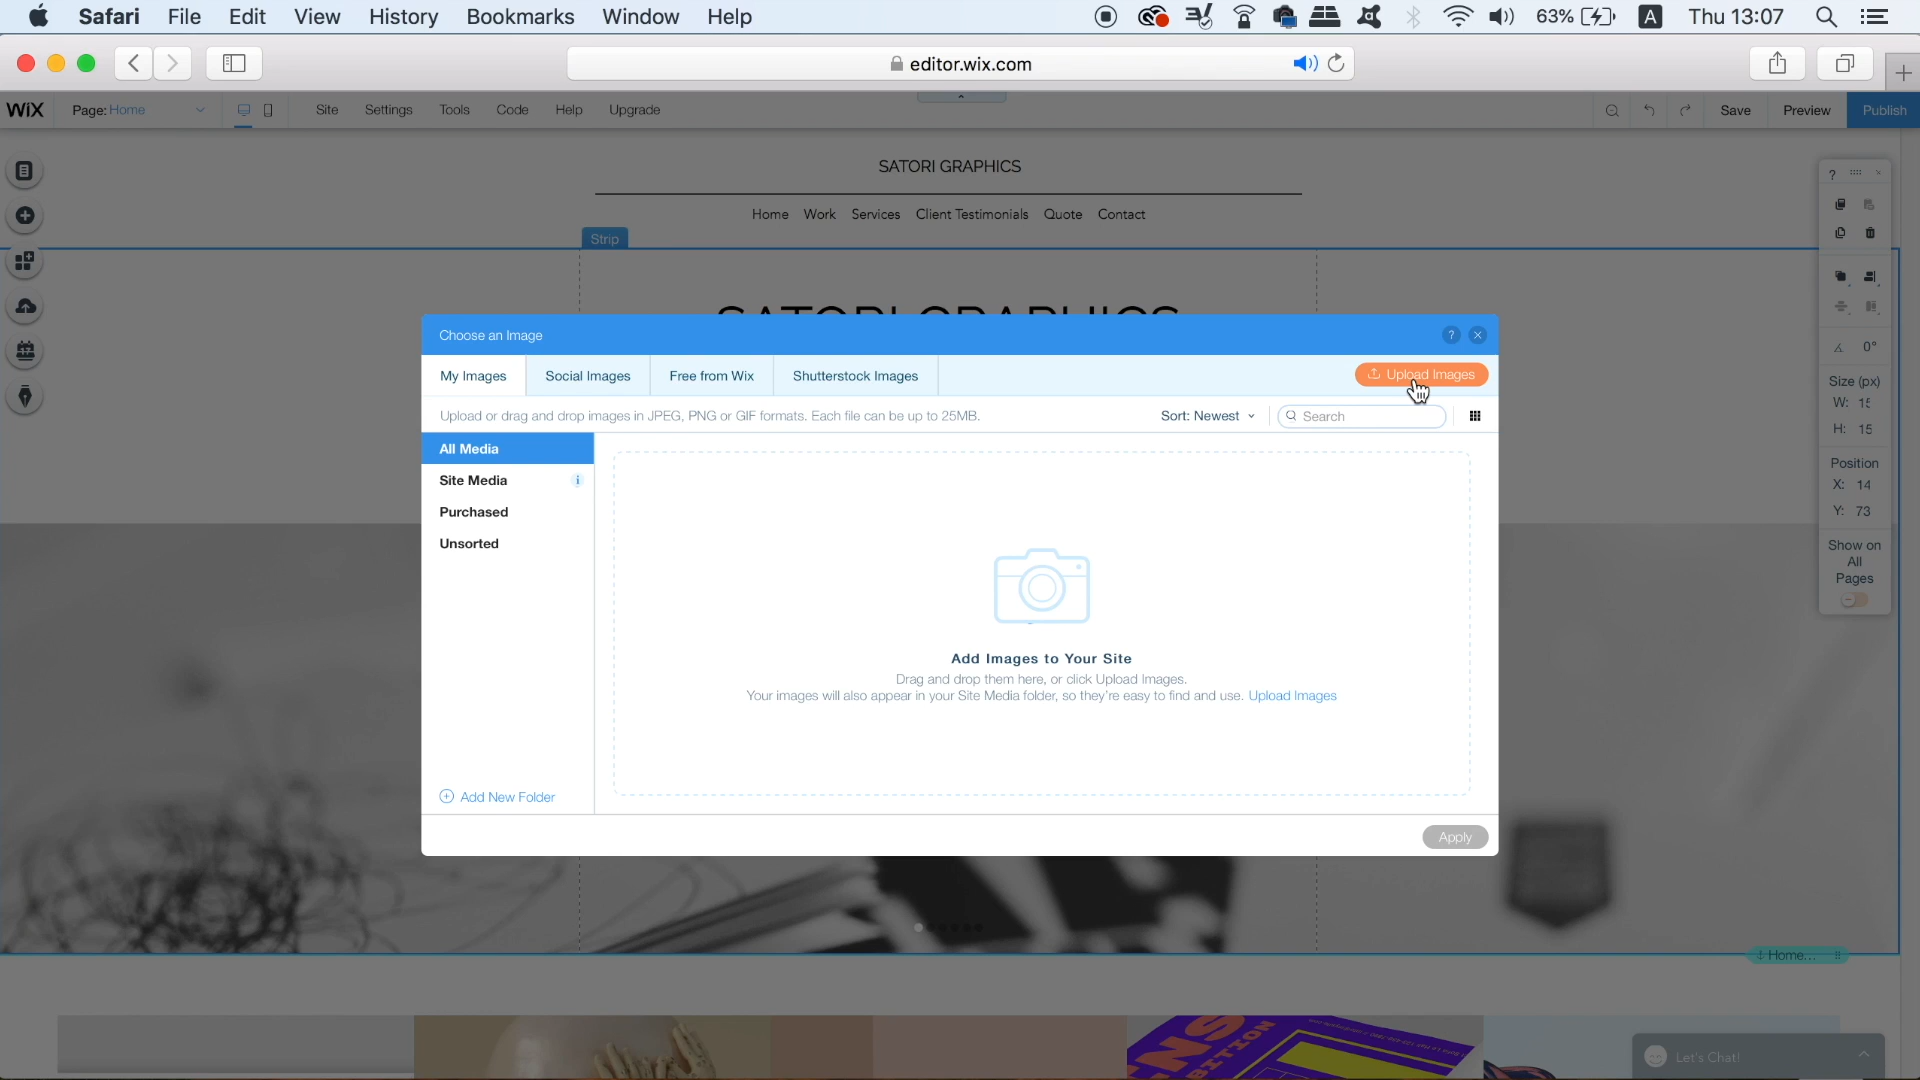 Safari File Edit View History Bookmarks Window Help 63% A Thu 13:07
editor.wix.com
WiX Page: Home Site Settings Tools Code Help Upgrade Save Preview Publish
SATORI GRAPHICS
Home Work Services Client Testimonials Quote Contact
Strip
SATORI GRAPHICS
Choose an Image ?
My Images Social Images Free from Wix Shutterstock Images Upload Images
Upload or drag and drop images in JPEG, PNG or GIF formats. Each file can be up to 25MB. Sort: Newest Search
All Media
Site Media i
Purchased
Unsorted
Add Images to Your Site
Drag and drop them here, or click Upload Images.
Your images will also appear in your Site Media folder, so they're easy to find and use. Upload Images
Add New Folder
Apply
?
0°
Size (px)
W: 15
H: 15
Position
X: 14
Y: 73
Show on
All
Pages
Home...
NS
BITION
Let's Chat!